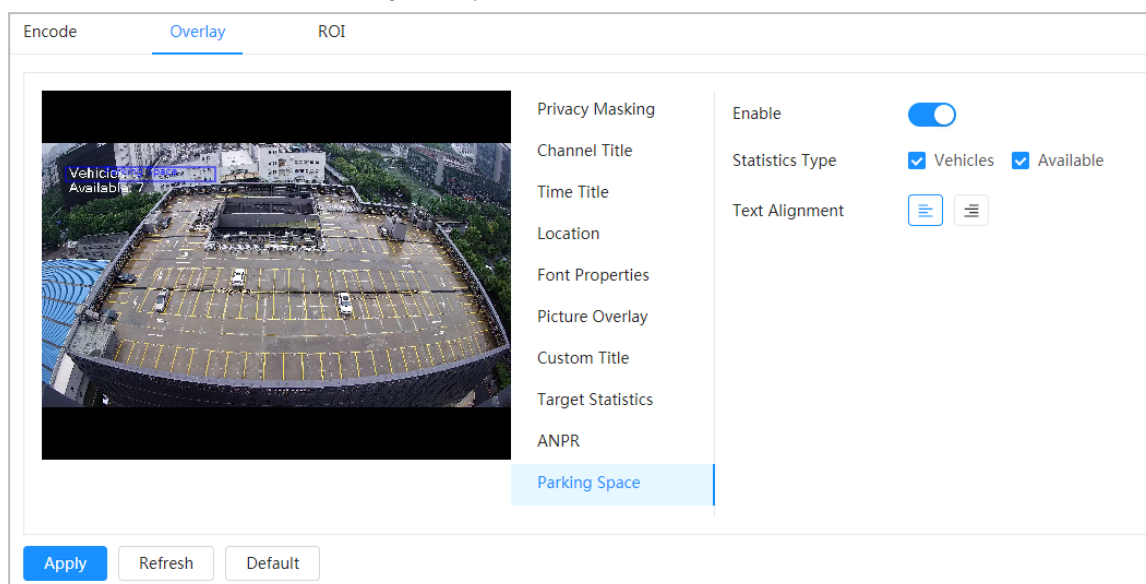 Encode Overlay ROI
Privacy Masking
Channel Title
Time Title
Location
Font Properties
Picture Overlay
Custom Title
Target Statistics
ANPR
Parking Space
Enable
Statistics Type Vehicles Available
Text Alignment
Space
Available: 7
Apply Refresh Default